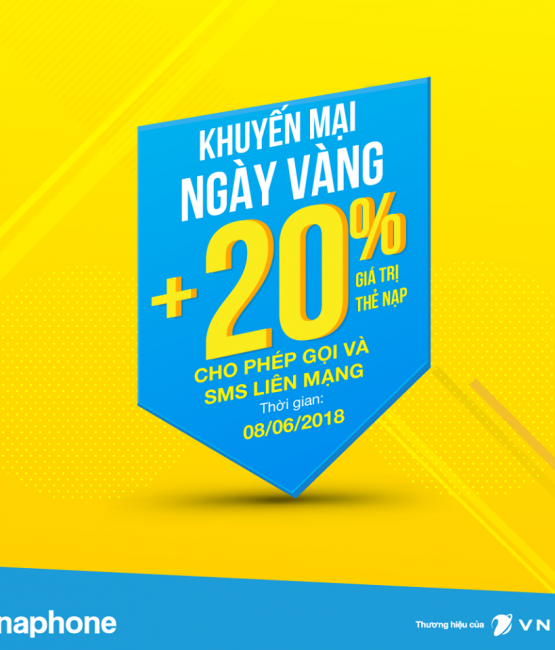 KHUYẾN MẠI
NGÀY VÀNG
+20%
GIÁ TRỊ
THẺ NẠP
CHO PHÉP GỌI VÀ
SMS LIÊN MẠNG
Thời gian:
08/06/2018
naphone
Thương hiệu của
VN